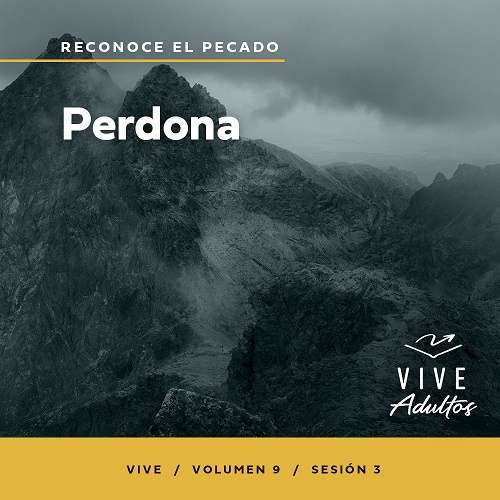 RECONOCE EL PECADO
Perdona
VIVE
Adultos
VIVE / VOLUMEN 9 / SESIÓN 3